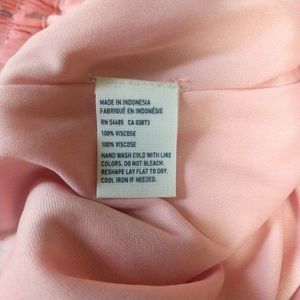 MADE IN INDONESIA
FABRIQUÉ EN INDONÉSIE
RN 54485 CA 03873
100% VISCOSE
100% VISCOSE
HAND WASH COLD WITH LIKE
COLORS. DO NOT BLEACH.
RESHAPE LAY FLAT TO DRY.
COOL IRON IF NEEDED.